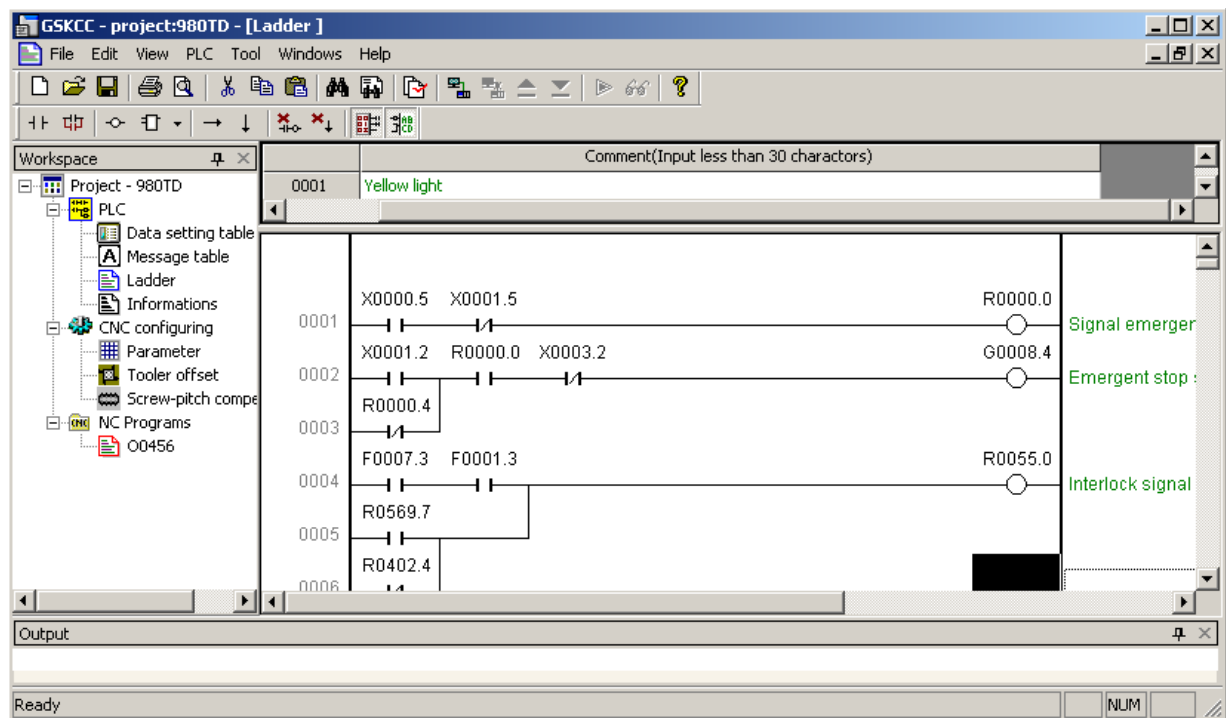 GSKCC - project:980TD - [Ladder ]
File Edit View PLC Tool Windows Help
Workspace
Project - 980TD
PLC
Data setting table
Message table
Ladder
Informations
CNC configuring
Parameter
Tooler offset
Screw-pitch compe
NC Programs
O0456
Comment(Input less than 30 charactors)
0001 Yellow light
X0000.5 X0001.5 R0000.0
0001 Signal emerger
X0001.2 R0000.0 X0003.2 G0008.4
0002 Emergent stop
R0000.4
0003
F0007.3 F0001.3 R0055.0
0004 Interlock signal
R0569.7
0005
R0402.4
0006
Output
Ready
NUM